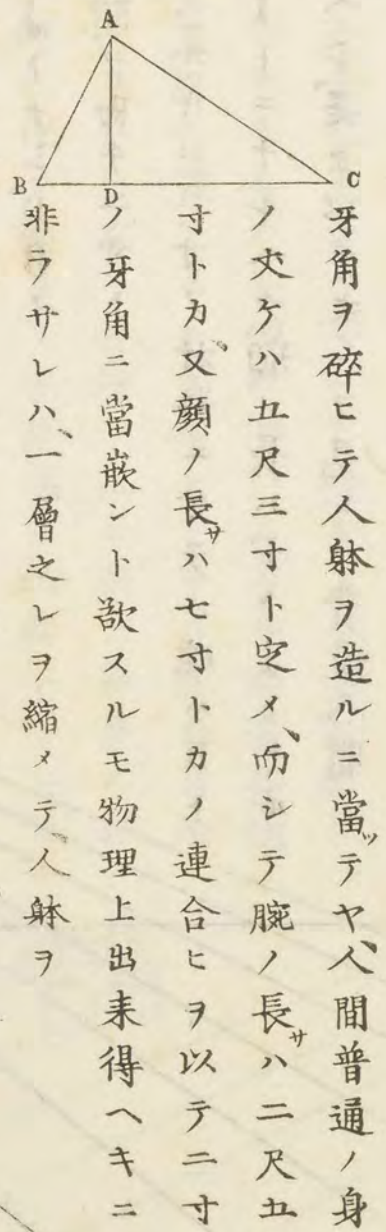 牙角ヲ碎ヒテ人躰ヲ造ルニ當ッテヤ、人間普通ノ身
ノ丈ケハ五尺三寸ト定メ、而シテ腕ノ長サハ二尺五
寸トカ、又顔ノ長サハ七寸トカノ連合ヒヲ以テ二寸
ノ牙角ニ當嵌ント欲スルモ物理上出来得ヘキニ
非ラサレハ、一層之レヲ縮メテ、人躰ヲ
A
B
D
C